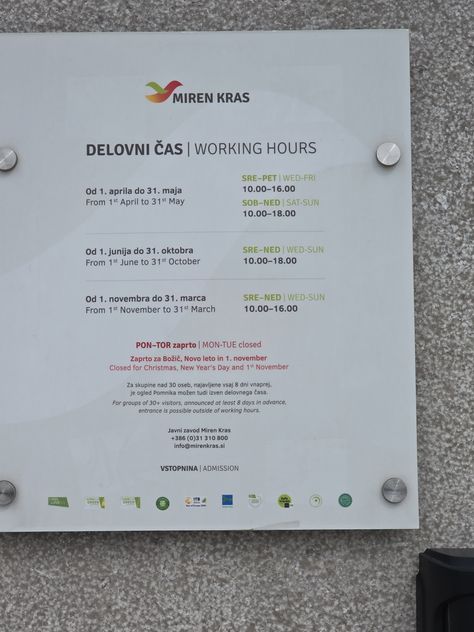 MIREN KRAS
DELOVNI ČAS | WORKING HOURS
Od 1. aprila do 31. maja
From 1st April to 31st May
SRE–PET | WED-FRI
10.00–16.00
SOB–NED | SAT-SUN
10.00–18.00
Od 1. junija do 31. oktobra
From 1st June to 31st October
SRE–NED | WED-SUN
10.00–18.00
Od 1. novembra do 31. marca
From 1st November to 31st March
SRE–NED | WED-SUN
10.00–16.00
PON–TOR zaprto | MON-TUE closed
Zaprto za Božič, Novo leto in 1. november
Closed for Christmas, New Year's Day and 1st November
Za skupine nad 30 oseb, najavljene vsaj 8 dni vnaprej,
je ogled Pomnika možen tudi izven delovnega časa.
For groups of 30+ visitors, announced at least 8 days in advance,
entrance is possible outside of working hours.
Javni zavod Miren Kras
+386 (0)31 310 800
info@mirenkras.si
VSTOPNINA | ADMISSION